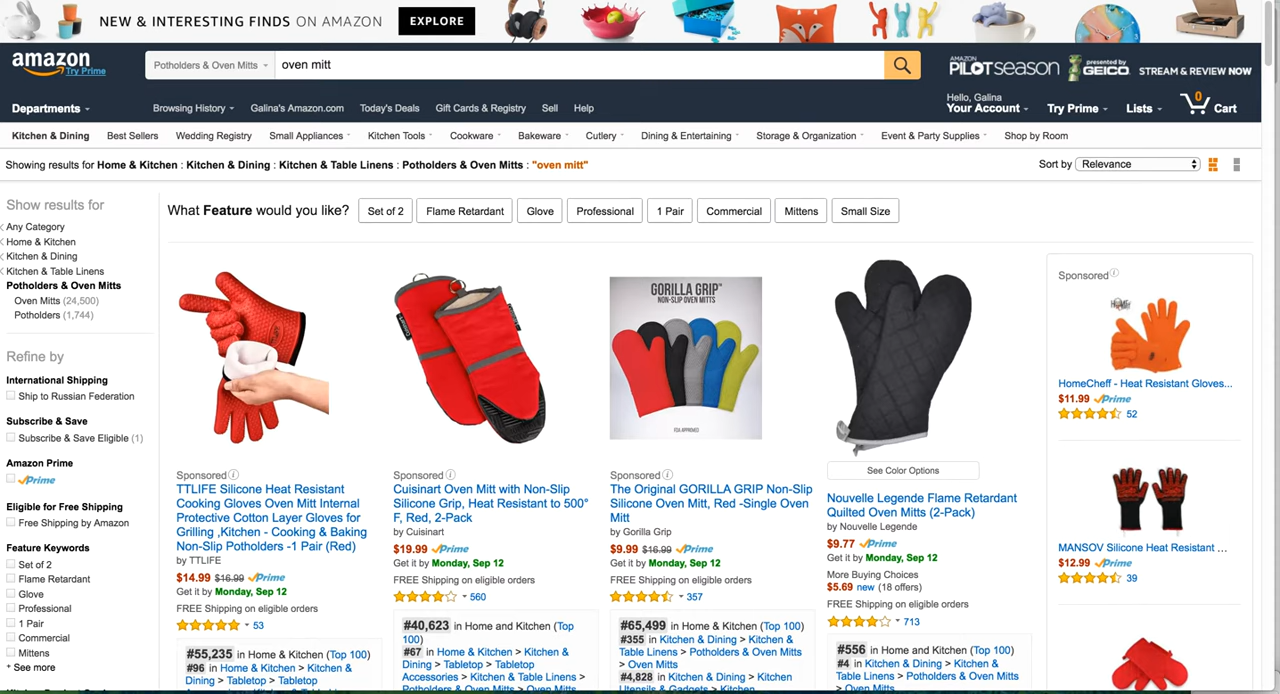 NEW & INTERESTING FINDS ON AMAZON EXPLORE
amazon
Try Prime
Potholders & Oven Mitts
oven mitt
AMAZON
PILOTSEASON
presented by
GEICO.
STREAM & REVIEW NOW
Departments
Browsing History Galina's Amazon.com Today's Deals Gift Cards & Registry Sell Help
Hello, Galina
Your Account Try Prime Lists 0 Cart
Kitchen & Dining Best Sellers Wedding Registry Small Appliances Kitchen Tools Cookware Bakeware Cutlery Dining & Entertaining Storage & Organization Event & Party Supplies Shop by Room
Showing results for Home & Kitchen : Kitchen & Dining : Kitchen & Table Linens : Potholders & Oven Mitts : "oven mitt"
Sort by Relevance
Show results for
Any Category
Home & Kitchen
Kitchen & Dining
Kitchen & Table Linens
Potholders & Oven Mitts
Oven Mitts (24,500)
Potholders (1,744)
Refine by
International Shipping
Ship to Russian Federation
Subscribe & Save
Subscribe & Save Eligible (1)
Amazon Prime
Prime
Eligible for Free Shipping
Free Shipping by Amazon
Feature Keywords
Set of 2
Flame Retardant
Glove
Professional
1 Pair
Commercial
Mittens
+ See more
What Feature would you like? Set of 2 Flame Retardant Glove Professional 1 Pair Commercial Mittens Small Size
Sponsored
TTLIFE Silicone Heat Resistant
Cooking Gloves Oven Mitt Internal
Protective Cotton Layer Gloves for
Grilling ,Kitchen - Cooking & Baking
Non-Slip Potholders -1 Pair (Red)
by TTLIFE
$14.99 $16.99 Prime
Get it by Monday, Sep 12
FREE Shipping on eligible orders
53
#55,235 in Home & Kitchen (Top 100)
#96 in Home & Kitchen > Kitchen &
Dining > Tabletop > Tabletop
Sponsored
Cuisinart Oven Mitt with Non-Slip
Silicone Grip, Heat Resistant to 500°
F, Red, 2-Pack
by Cuisinart
$19.99 Prime
Get it by Monday, Sep 12
FREE Shipping on eligible orders
560
#40,623 in Home and Kitchen (Top
100)
#67 in Home & Kitchen > Kitchen &
Dining > Tabletop > Tabletop
Accessories > Kitchen & Table Linens >
Potholders & Oven Mitts > Oven Mitts
GORILLA GRIP™
NON-SLIP OVEN MITTS
FDA APPROVED
Sponsored
The Original GORILLA GRIP Non-Slip
Silicone Oven Mitt, Red -Single Oven
Mitt
by Gorilla Grip
$9.99 $16.99 Prime
Get it by Monday, Sep 12
FREE Shipping on eligible orders
357
#65,499 in Home & Kitchen (Top 100)
#355 in Kitchen & Dining > Kitchen &
Table Linens > Potholders & Oven Mitts
> Oven Mitts
#4,828 in Kitchen & Dining > Kitchen
Utensils & Gadgets > Kitchen
See Color Options
Nouvelle Legende Flame Retardant
Quilted Oven Mitts (2-Pack)
by Nouvelle Legende
$9.77 Prime
Get it by Monday, Sep 12
More Buying Choices
$5.69 new (18 offers)
FREE Shipping on eligible orders
713
#556 in Home and Kitchen (Top 100)
#4 in Kitchen & Dining > Kitchen &
Table Linens > Potholders & Oven Mitts
> Oven Mitts
Sponsored
HomeCheff - Heat Resistant Gloves...
$11.99 Prime
52
MANSOV Silicone Heat Resistant ...
$12.99 Prime
39